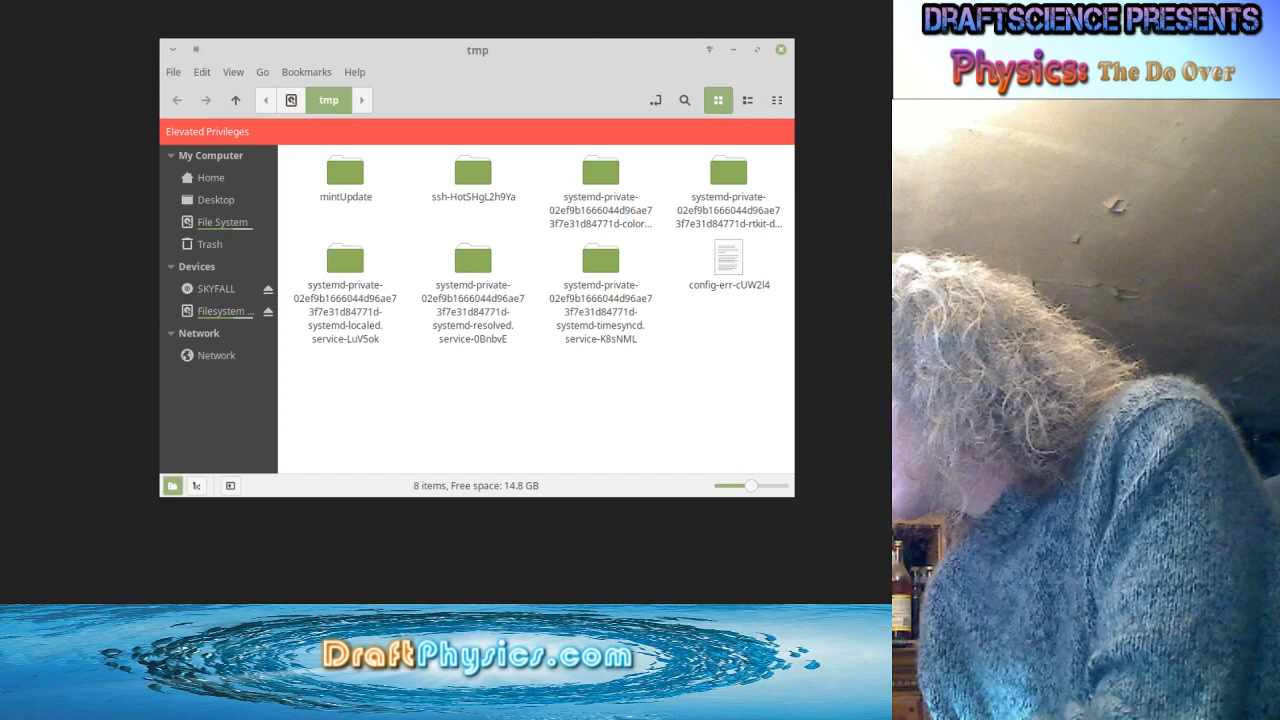 DRAFTSCIENCE PRESENTS
Physics: The Do Over
tmp
File Edit View Go Bookmarks Help
tmp
Elevated Privileges
My Computer
Home
Desktop
File System
Trash
Devices
SKYFALL
Filesystem ...
Network
Network
mintUpdate
ssh-HotSHgL2h9Ya
systemd-private-
02ef9b1666044d96ae7
3f7e31d84771d-color...
systemd-private-
02ef9b1666044d96ae7
3f7e31d84771d-rtkit-d...
systemd-private-
02ef9b1666044d96ae7
3f7e31d84771d-
systemd-localed.
service-LuV5ok
systemd-private-
02ef9b1666044d96ae7
3f7e31d84771d-
systemd-resolved.
service-0BnbvE
systemd-private-
02ef9b1666044d96ae7
3f7e31d84771d-
systemd-timesyncd.
service-K8sNML
config-err-cUW2l4
8 items, Free space: 14.8 GB
DraftPhysics.com